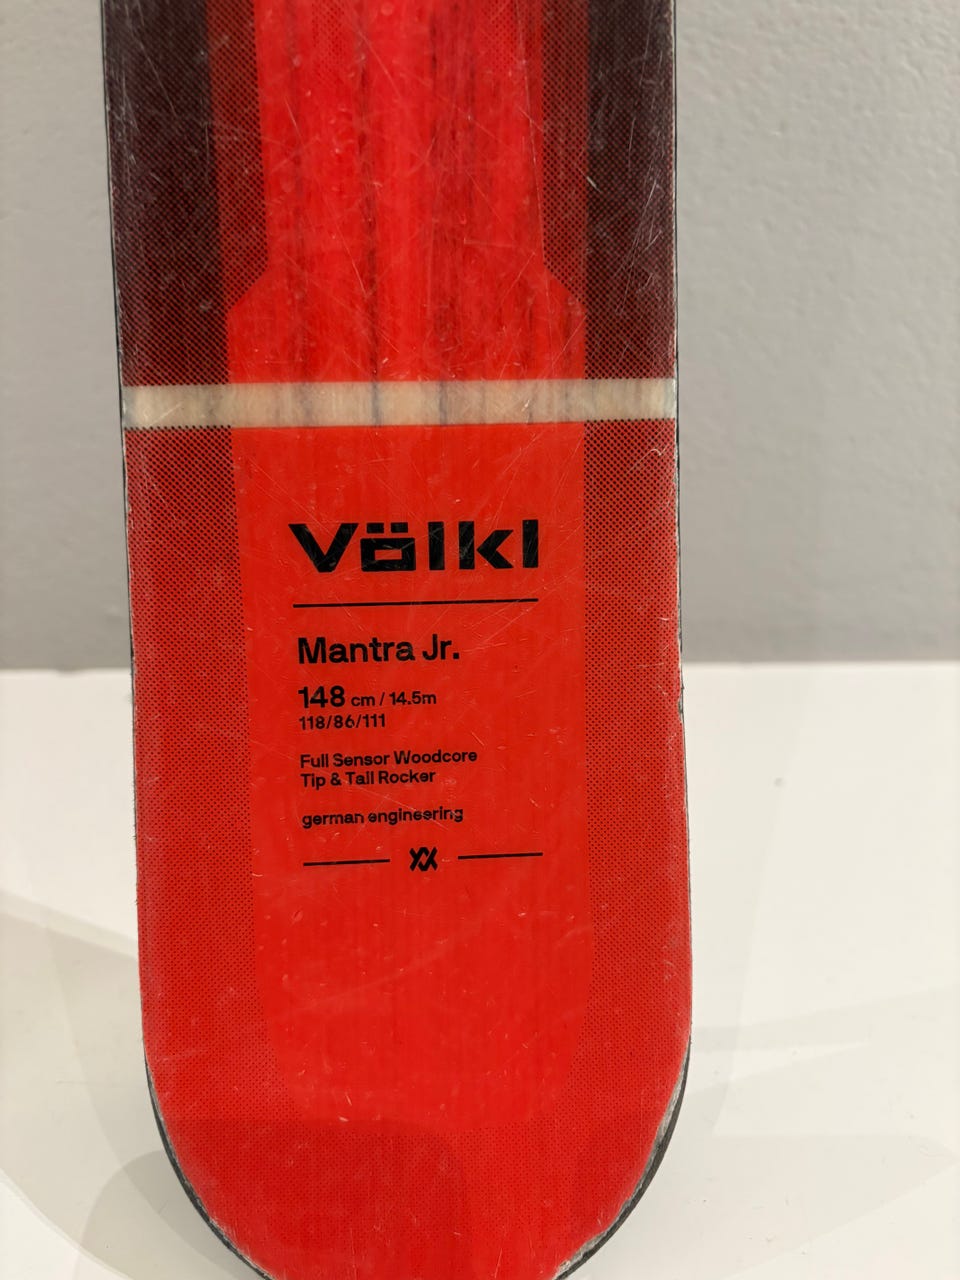 Völkl
Mantra Jr.
148 cm / 14.5m
118/86/111
Full Sensor Woodcore
Tip & Tail Rocker
german engineering